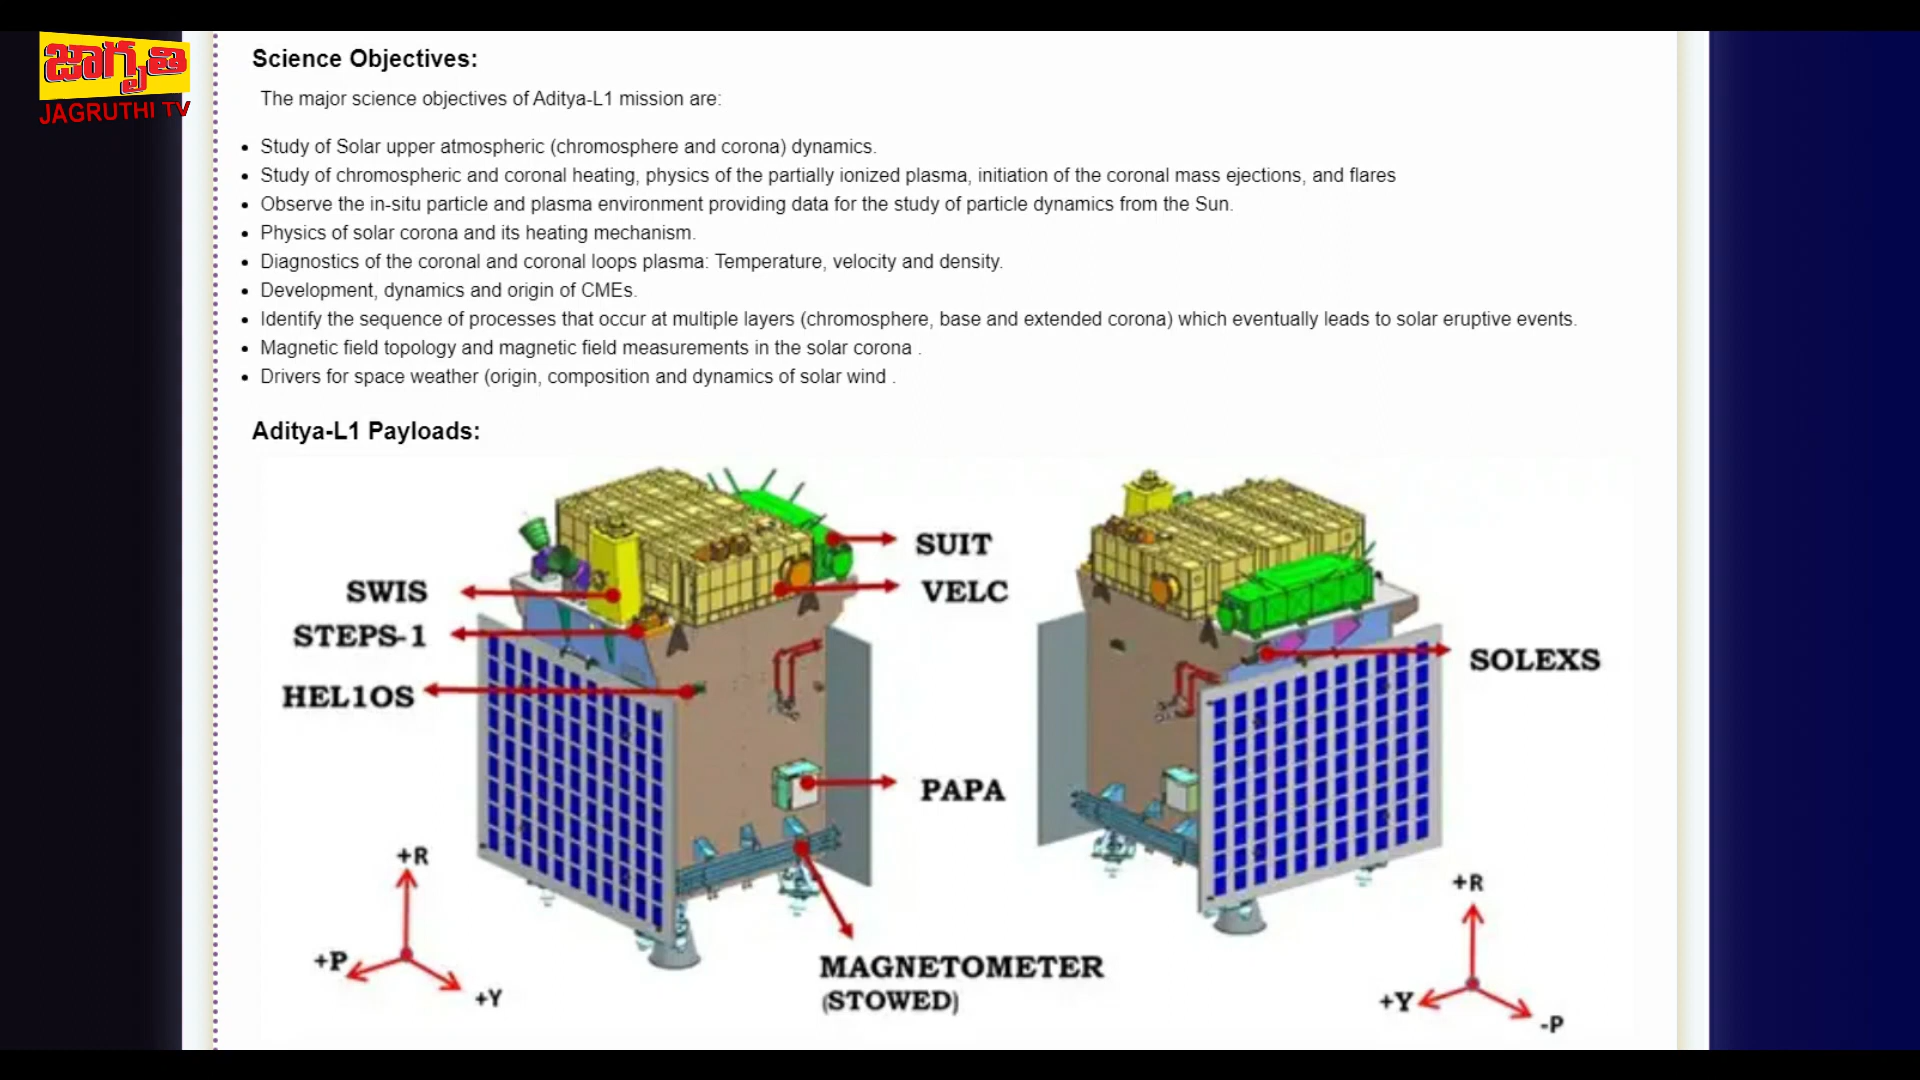 జాగృతి
JAGRUTHI TV
Science Objectives:
The major science objectives of Aditya-L1 mission are:
Study of Solar upper atmospheric (chromosphere and corona) dynamics.
Study of chromospheric and coronal heating, physics of the partially ionized plasma, initiation of the coronal mass ejections, and flares
Observe the in-situ particle and plasma environment providing data for the study of particle dynamics from the Sun.
Physics of solar corona and its heating mechanism.
Diagnostics of the coronal and coronal loops plasma: Temperature, velocity and density.
Development, dynamics and origin of CMEs.
Identify the sequence of processes that occur at multiple layers (chromosphere, base and extended corona) which eventually leads to solar eruptive events.
Magnetic field topology and magnetic field measurements in the solar corona .
Drivers for space weather (origin, composition and dynamics of solar wind .
Aditya-L1 Payloads:
SUIT
SWIS
VELC
STEPS-1
HEL1OS
SOLEXS
PAPA
+R
+P
+Y
MAGNETOMETER
(STOWED)
+R
+Y
-P